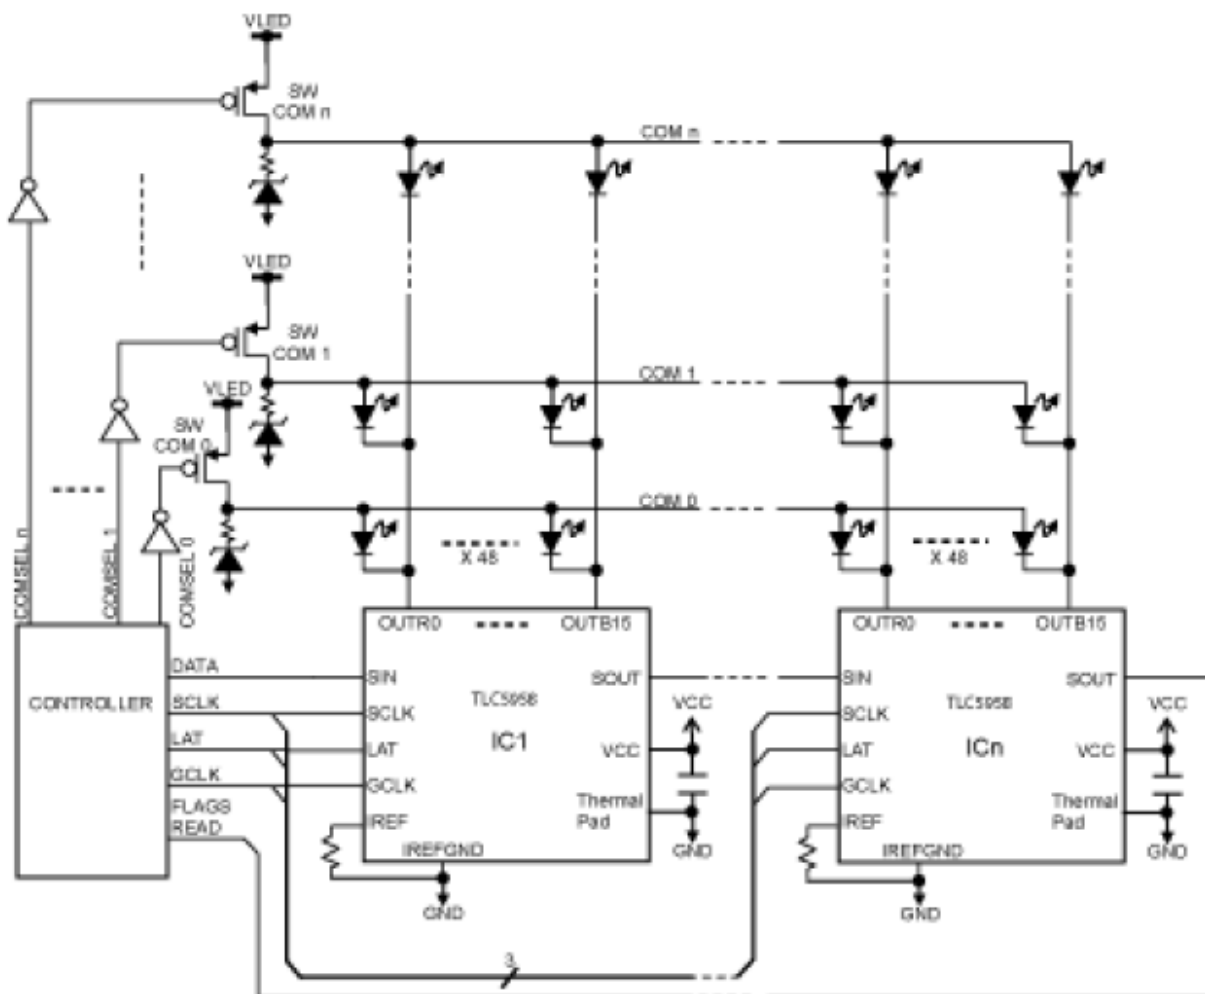 VLED
SW
COM n
COM n
VLED
SW
COM 1
COM 1
VLED
SW
COM 0
COM 0
COMSEL n
COMSEL 1
COMSEL 0
X 48
X 48
OUTR0
OUTB15
OUTR0
OUTB15
CONTROLLER
DATA
SCLK
LAT
GCLK
FLAGS
READ
SIN
SCLK
LAT
GCLK
IREF
IREFGND
TLC5958
IC1
SOUT
VCC
Thermal
Pad
VCC
GND
GND
SIN
SCLK
LAT
GCLK
IREF
IREFGND
TLC5958
ICn
SOUT
VCC
Thermal
Pad
VCC
GND
GND
3